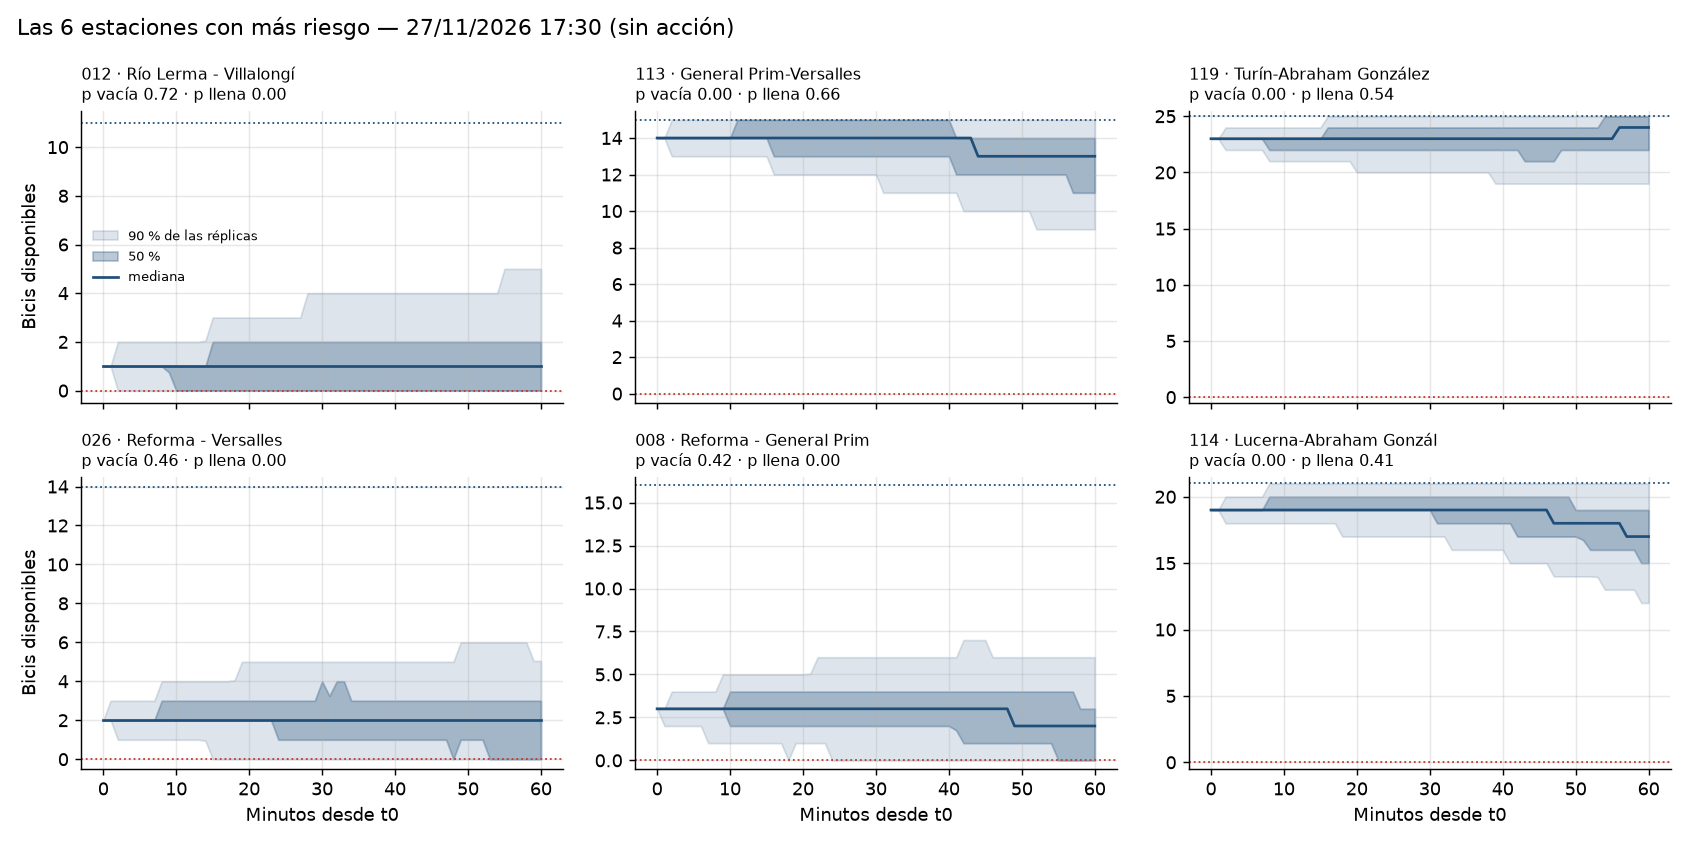 Las 6 estaciones con más riesgo — 27/11/2026 17:30 (sin acción)
012 · Río Lerma - Villalongí
p vacía 0.72 · p llena 0.00
10
8
6
4
2
0
Bicis disponibles
90 % de las réplicas
50 %
mediana
113 · General Prim-Versalles
p vacía 0.00 · p llena 0.66
14
12
10
8
6
4
2
0
119 · Turín-Abraham González
p vacía 0.00 · p llena 0.54
25
20
15
10
5
0
026 · Reforma - Versalles
p vacía 0.46 · p llena 0.00
14
12
10
8
6
4
2
0
Bicis disponibles
0 10 20 30 40 50 60
Minutos desde t0
008 · Reforma - General Prim
p vacía 0.42 · p llena 0.00
15.0
12.5
10.0
7.5
5.0
2.5
0.0
0 10 20 30 40 50 60
Minutos desde t0
114 · Lucerna-Abraham Gonzál
p vacía 0.00 · p llena 0.41
20
15
10
5
0
0 10 20 30 40 50 60
Minutos desde t0